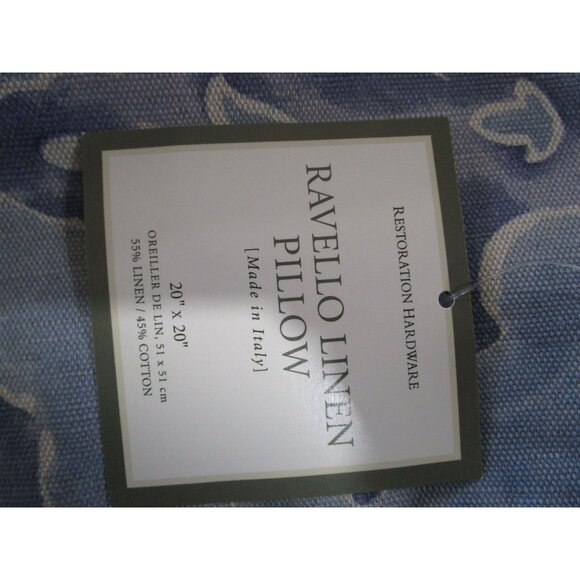 RESTORATION HARDWARE
RAVELLO LINEN
PILLOW
[Made in Italy]
20" x 20"
OREILLER DE LIN, 51 x 51 cm
55% LINEN / 45% COTTON